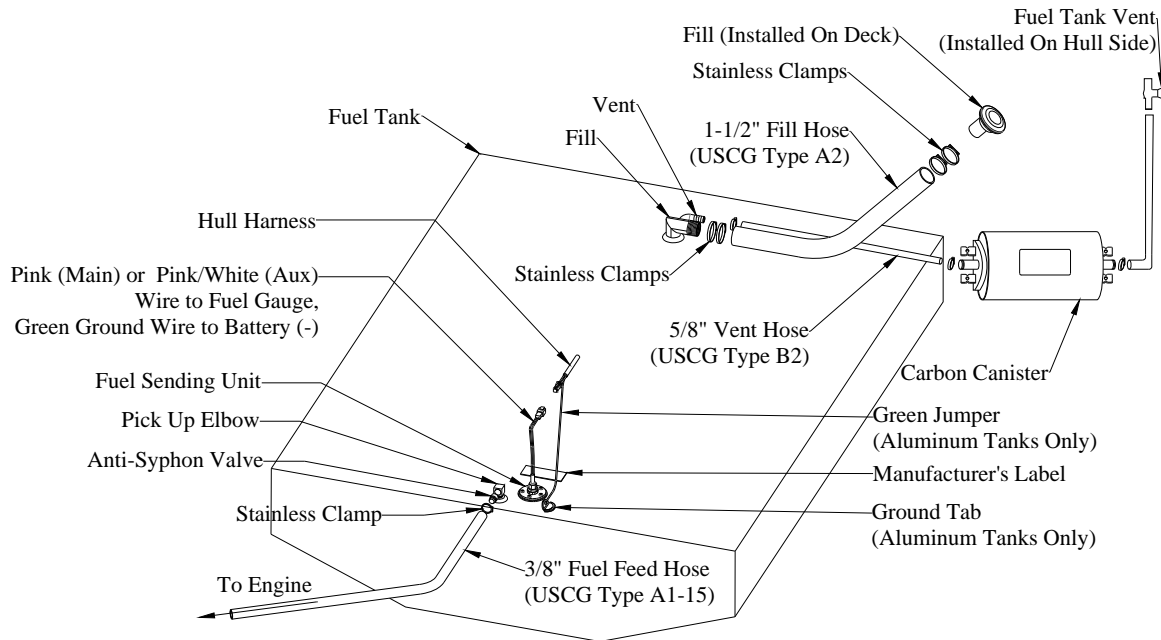 Fuel Tank Vent
(Installed On Hull Side)
Fill (Installed On Deck)
Stainless Clamps
Vent
1-1/2" Fill Hose
(USCG Type A2)
Fuel Tank
Fill
Hull Harness
Stainless Clamps
Pink (Main) or  Pink/White (Aux)
Wire to Fuel Gauge,
Green Ground Wire to Battery (-)
5/8" Vent Hose
(USCG Type B2)
Carbon Canister
Fuel Sending Unit
Green Jumper
(Aluminum Tanks Only)
Pick Up Elbow
Anti-Syphon Valve
Manufacturer's Label
Stainless Clamp
Ground Tab
(Aluminum Tanks Only)
3/8" Fuel Feed Hose
(USCG Type A1-15)
To Engine